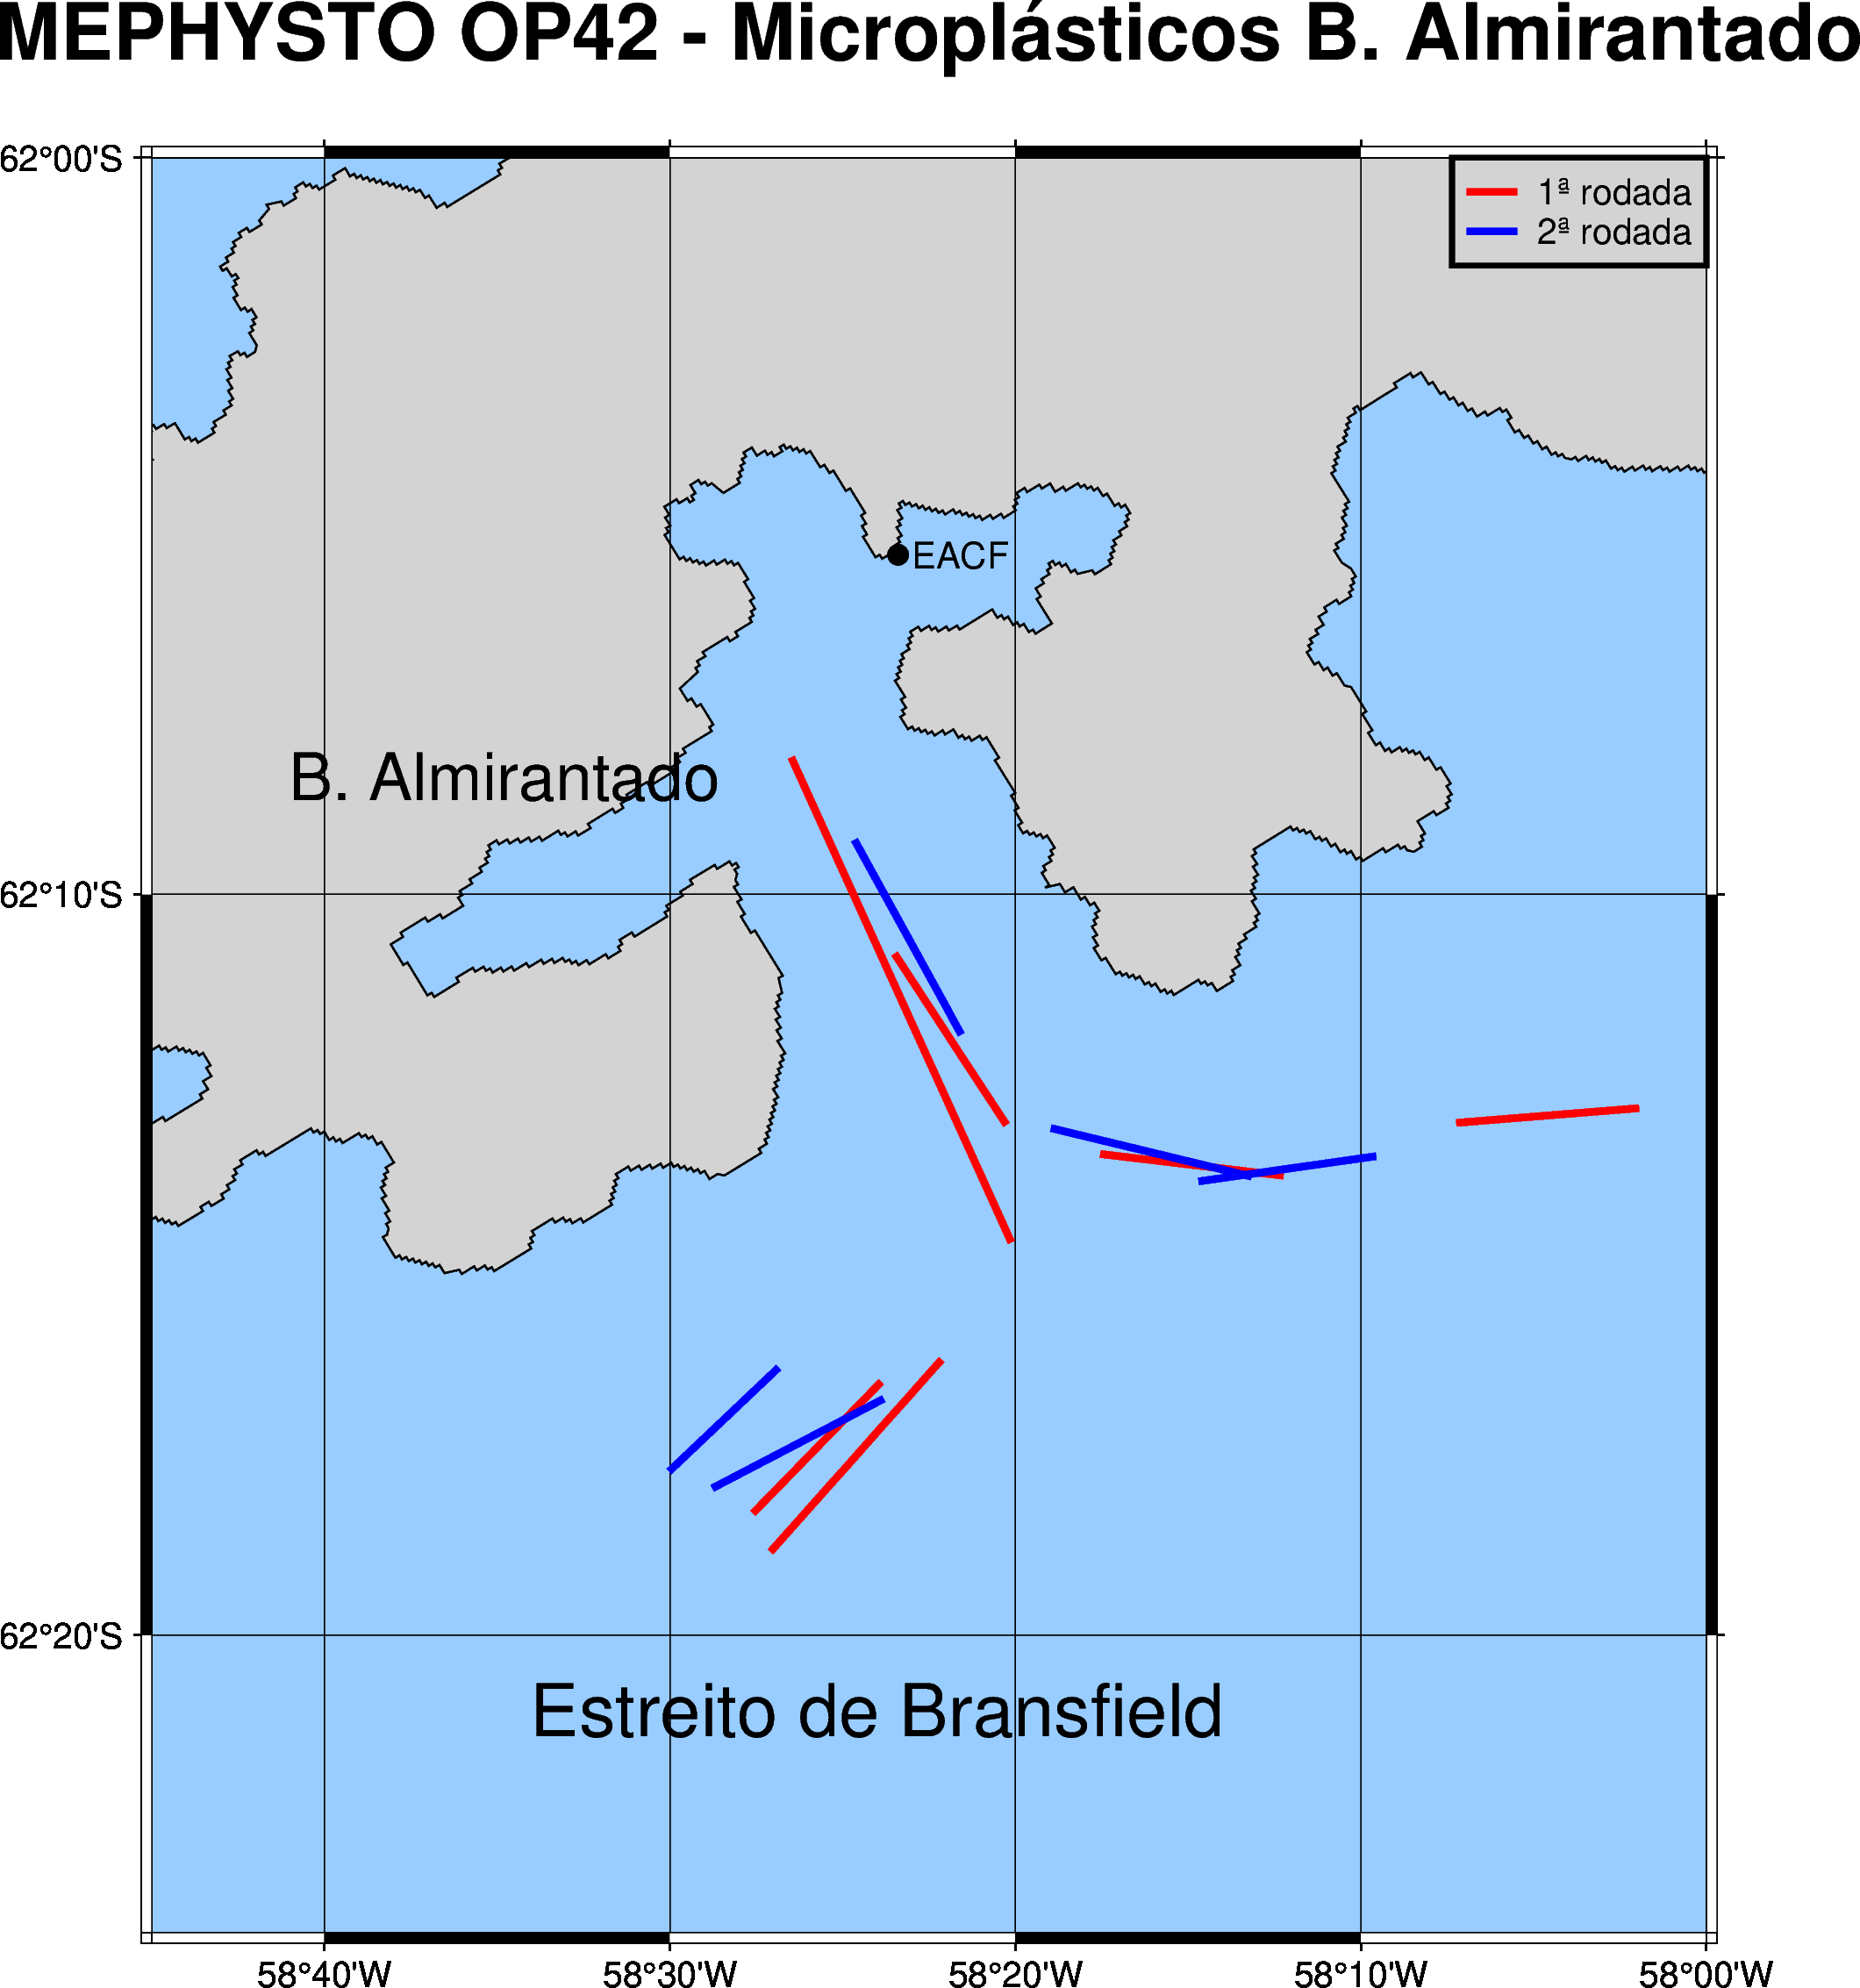 MEPHYSTO OP42 - Microplásticos B. Almirantado
62°00'S
1ª rodada
2ª rodada
EACF
B. Almirantado
62°10'S
62°20'S
Estreito de Bransfield
58°40'W 58°30'W 58°20'W 58°10'W 58°00'W